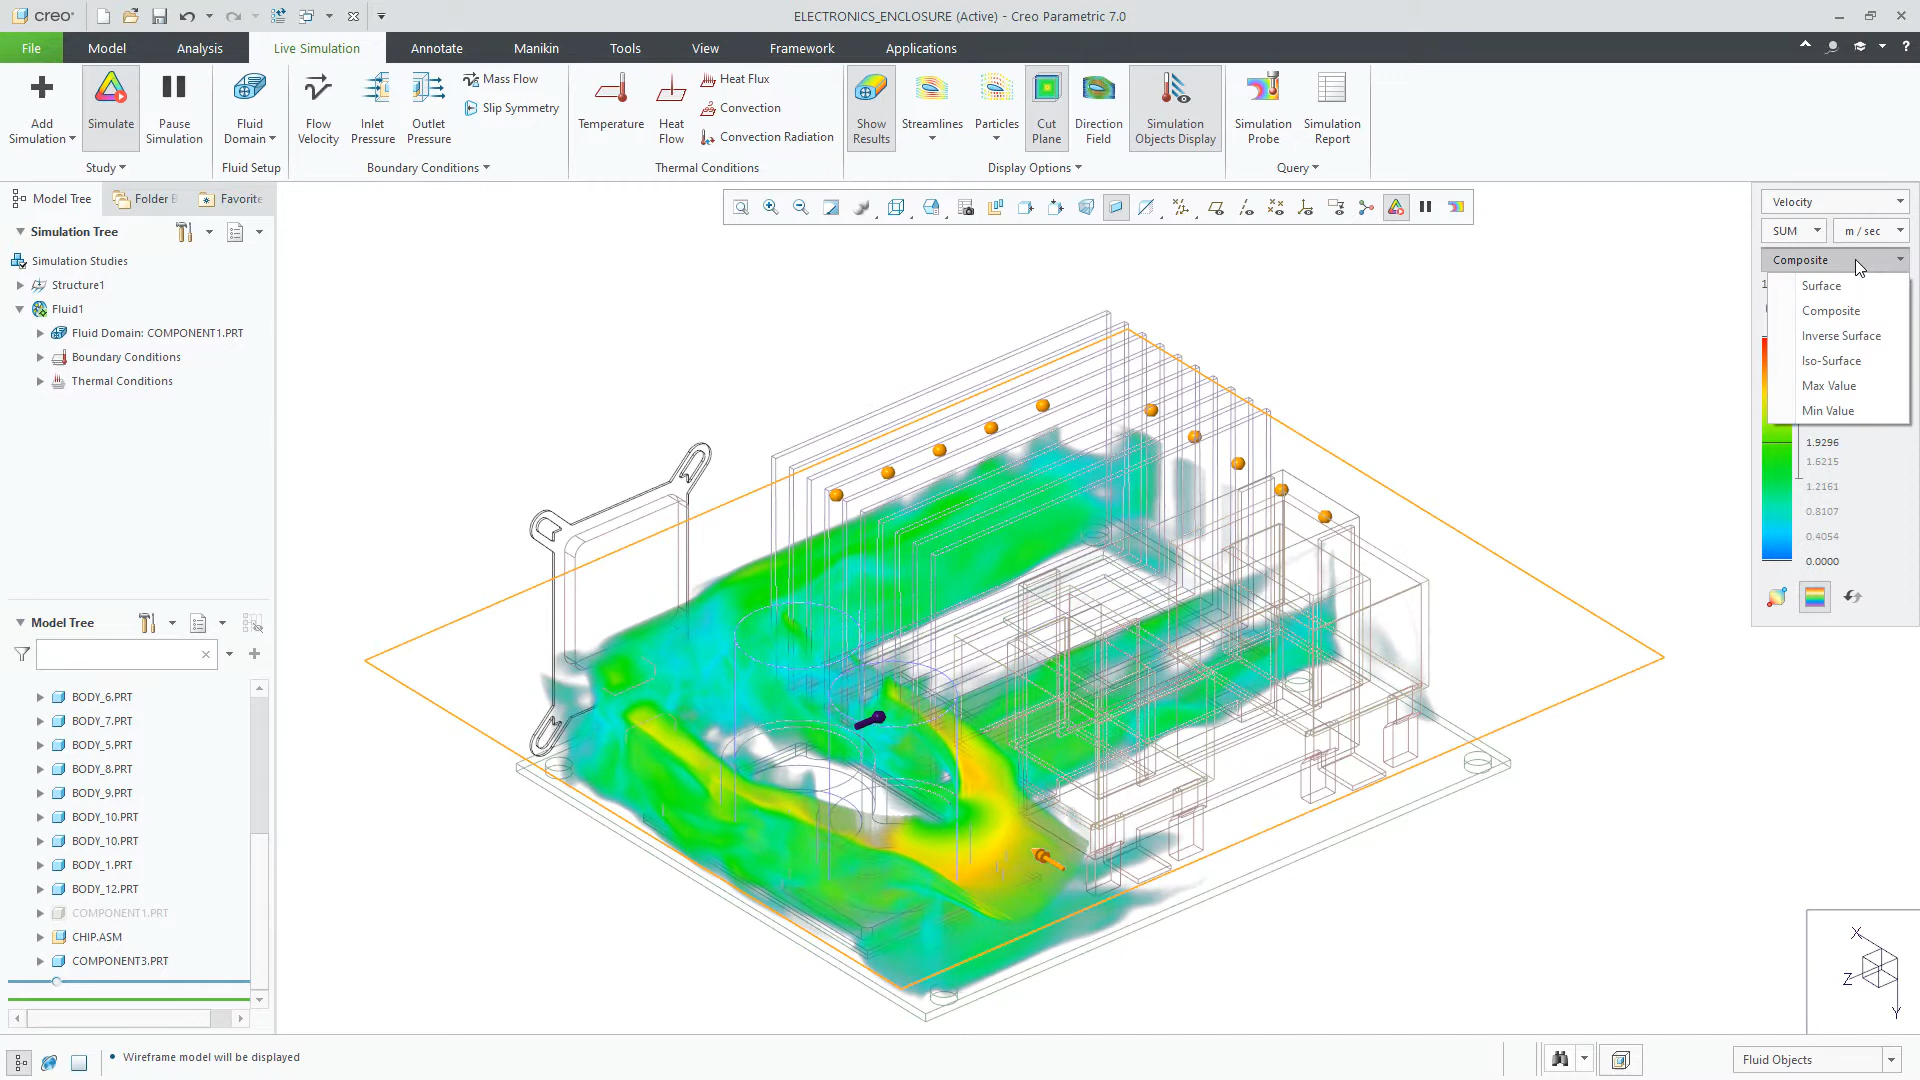 creo
ELECTRONICS_ENCLOSURE (Active) - Creo Parametric 7.0
File Model Analysis Live Simulation Annotate Manikin Tools View Framework Applications
Add Simulation
Simulate
Pause Simulation
Study
Fluid Domain
Fluid Setup
Flow Velocity
Inlet Pressure
Outlet Pressure
Mass Flow
Slip Symmetry
Boundary Conditions
Temperature
Heat Flow
Heat Flux
Convection
Convection Radiation
Thermal Conditions
Show Results
Streamlines
Particles
Cut Plane
Direction Field
Simulation Objects Display
Display Options
Simulation Probe
Simulation Report
Query
Model Tree
Folder B
Favorite
Simulation Tree
Simulation Studies
Structure1
Fluid1
Fluid Domain: COMPONENT1.PRT
Boundary Conditions
Thermal Conditions
Model Tree
BODY_6.PRT
BODY_7.PRT
BODY_5.PRT
BODY_8.PRT
BODY_9.PRT
BODY_10.PRT
BODY_10.PRT
BODY_1.PRT
BODY_12.PRT
COMPONENT1.PRT
CHIP.ASM
COMPONENT3.PRT
Velocity
SUM
m / sec
Composite
Surface
Composite
Inverse Surface
Iso-Surface
Max Value
Min Value
1.9296
1.6215
1.2161
0.8107
0.4054
0.0000
X
Z
Y
Wireframe model will be displayed
Fluid Objects